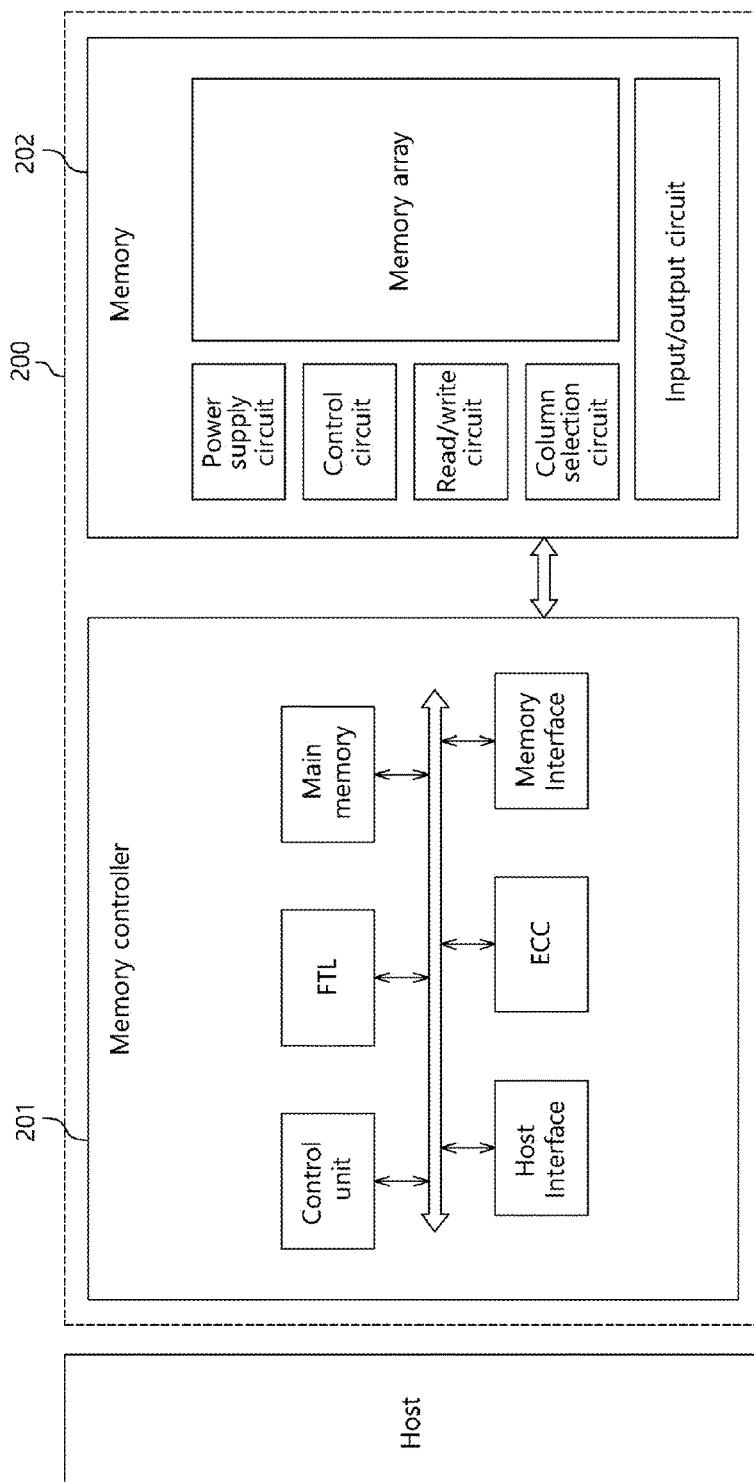 200
201
202
Host
Memory controller
Control
unit
FTL
Main
memory
Host
Interface
ECC
Memory
Interface
Memory
Power
supply
circuit
Control
circuit
Read/write
circuit
Column
selection
circuit
Memory array
Input/output circuit